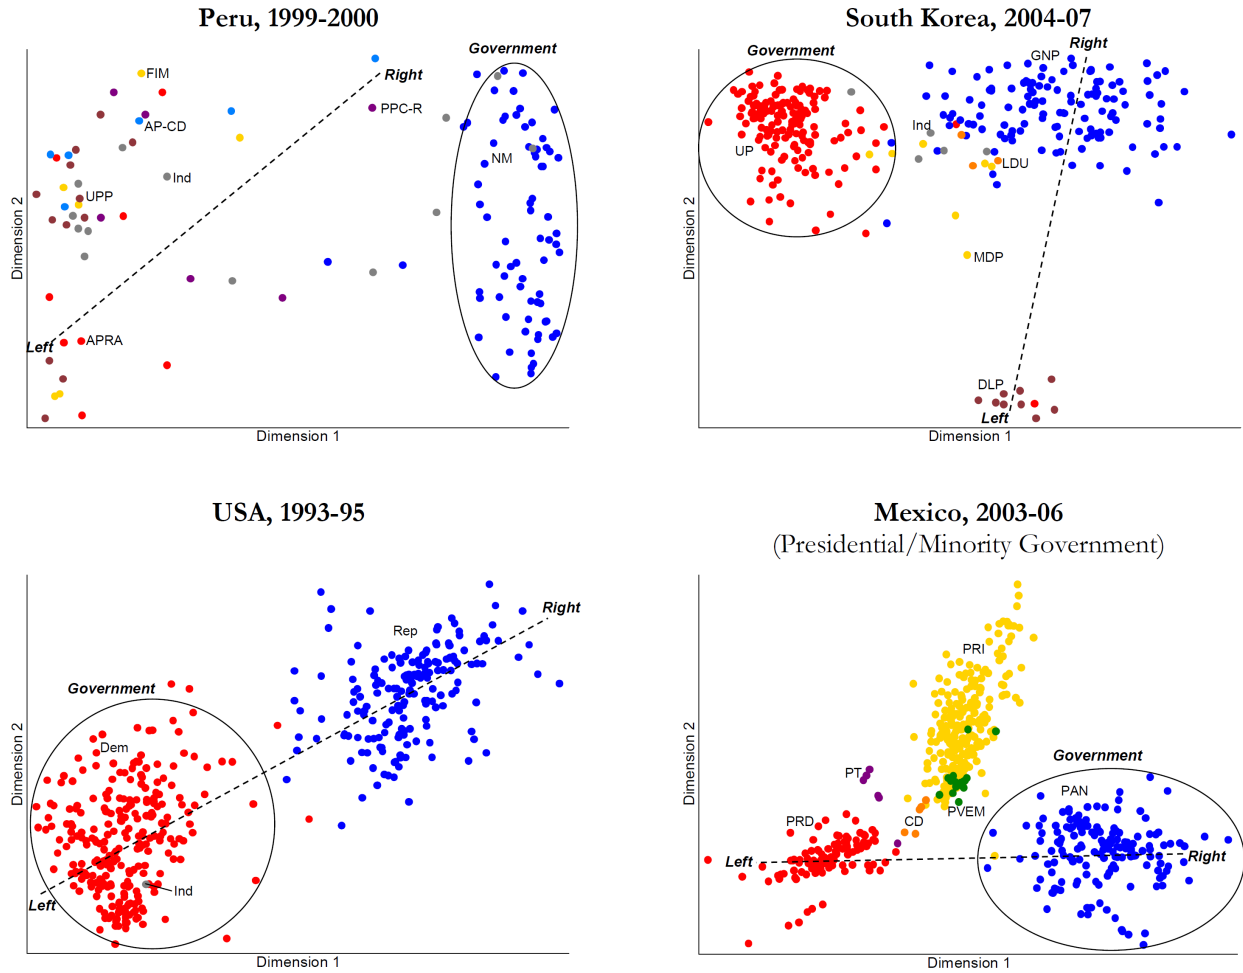 Peru, 1999-2000
Government
FIM
Right
PPC-R
AP-CD
NM
Ind
UPP
Left
APRA
Dimension 2
Dimension 1
South Korea, 2004-07
Right
Government
GNP
Ind
UP
LDU
MDP
DLP
Left
Dimension 2
Dimension 1
USA, 1993-95
Right
Rep
Government
Dem
Ind
Left
Dimension 2
Dimension 1
Mexico, 2003-06
(Presidential/Minority Government)
PRI
Government
PT
PAN
PRD
CD
PVEM
Left
Right
Dimension 2
Dimension 1